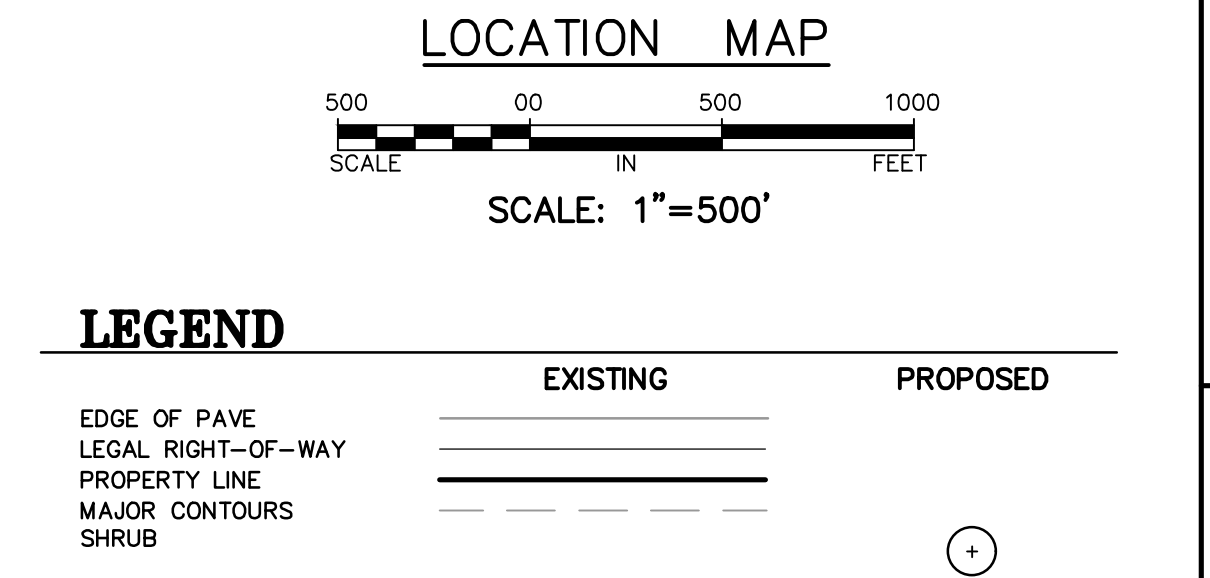 LOCATION MAP
500 00 500 1000
SCALE IN FEET
SCALE: 1"=500'
LEGEND
EXISTING PROPOSED
EDGE OF PAVE
LEGAL RIGHT-OF-WAY
PROPERTY LINE
MAJOR CONTOURS
SHRUB